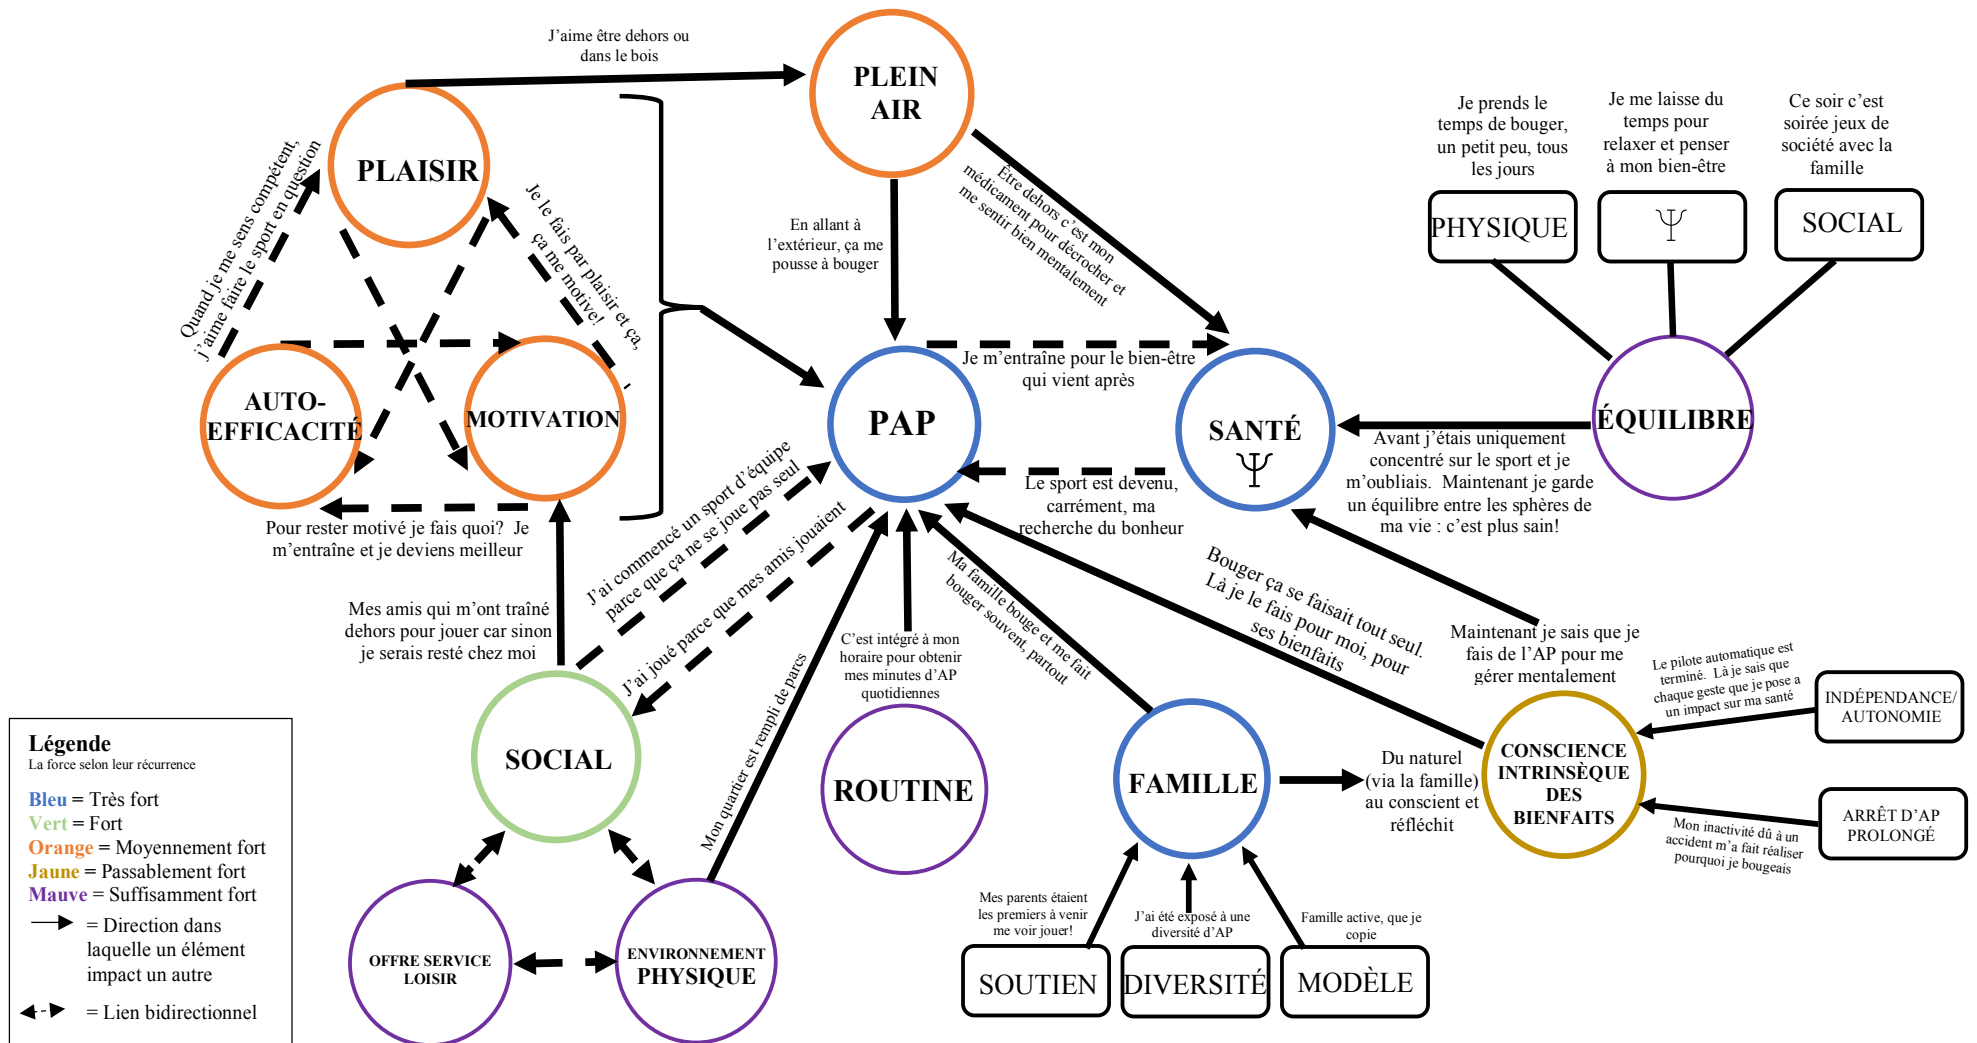 J’aime être dehors ou
dans le bois
PLEIN
AIR
PLAISIR
Quand je me sens compétent,
j’aime faire le sport en question
Je le fais par plaisir et ça,
ça me motive!
AUTO-
EFFICACITÉ
MOTIVATION
Pour rester motivé je fais quoi?  Je
m’entraîne et je deviens meilleur
En allant à
l’extérieur, ça me
pousse à bouger
Être dehors c’est mon
médicament pour décrocher et
me sentir bien mentalement
Je prends le
temps de bouger,
un petit peu, tous
les jours
Je me laisse du
temps pour
relaxer et penser
à mon bien-être
Ce soir c’est
soirée jeux de
société avec la
famille
PHYSIQUE
Ψ
SOCIAL
PAP
Je m’entraîne pour le bien-être
qui vient après
SANTÉ
Ψ
ÉQUILIBRE
Le sport est devenu,
carrément, ma
recherche du bonheur
Avant j’étais uniquement
concentré sur le sport et je
m’oubliais.  Maintenant je garde
un équilibre entre les sphères de
ma vie : c’est plus sain!
Mes amis qui m’ont traîné
dehors pour jouer car sinon
je serais resté chez moi
J’ai commencé un sport d’équipe
parce que ça ne se joue pas seul
J’ai joué parce que mes amis jouaient
Mon quartier est rempli de parcs
C’est intégré à mon
horaire pour obtenir
mes minutes d’AP
quotidiennes
Ma famille bouge et me fait
bouger souvent, partout
Bouger ça se faisait tout seul.
Là je le fais pour moi, pour
ses bienfaits
Maintenant je sais que je
fais de l’AP pour me
gérer mentalement
Le pilote automatique est
terminé.  Là je sais que
chaque geste que je pose a
un impact sur ma santé
INDÉPENDANCE/
AUTONOMIE
SOCIAL
ROUTINE
FAMILLE
Du naturel
(via la famille)
au conscient et
réfléchit
CONSCIENCE
INTRINSÈQUE
DES
BIENFAITS
ARRÊT D’AP
PROLONGÉ
Mon inactivité dû à un
accident m’a fait réaliser
pourquoi je bougeais
OFFRE SERVICE
LOISIR
ENVIRONNEMENT
PHYSIQUE
Mes parents étaient
les premiers à venir
me voir jouer!
J’ai été exposé à une
diversité d’AP
Famille active, que je
copie
SOUTIEN
DIVERSITÉ
MODÈLE
Légende
La force selon leur récurrence
Bleu = Très fort
Vert = Fort
Orange = Moyennement fort
Jaune = Passablement fort
Mauve = Suffisamment fort
= Direction dans
laquelle un élément
impact un autre
= Lien bidirectionnel